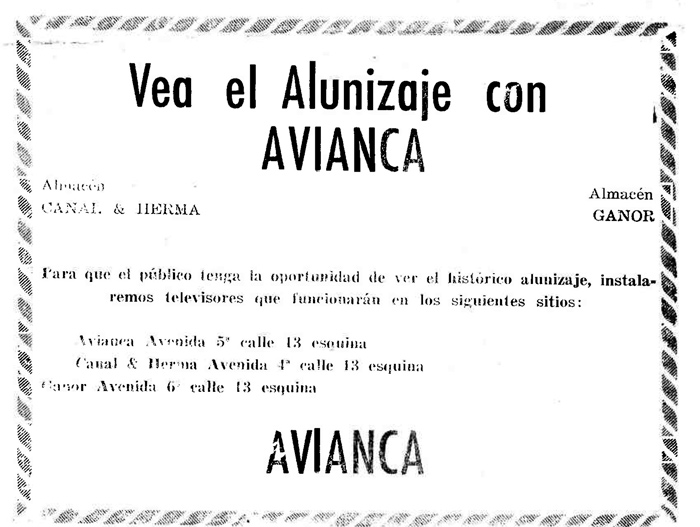 Vea el Alunizaje con
AVIANCA
Almacén
CANAL & HERMA
Almacén
GANOR
Para que el público tenga la oportunidad de ver el histórico alunizaje, instala-
remos televisores que funcionarán en los siguientes sitios:
Avianca Avenida 5ª calle 13 esquina
Canal & Herma Avenida 4ª calle 13 esquina
Ganor Avenida 6ª calle 13 esquina
AVIANCA